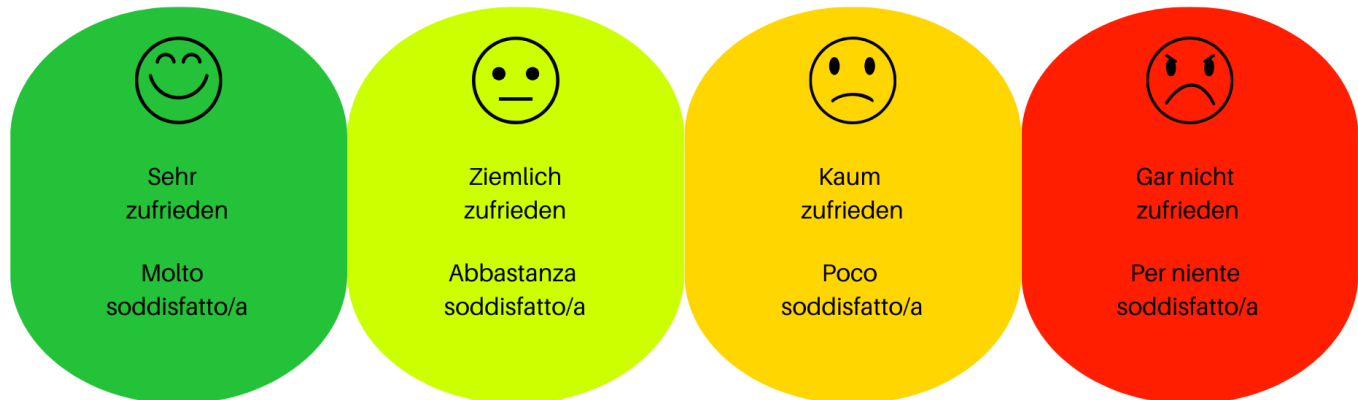 Sehr
zufrieden
Molto
soddisfatto/a
Ziemlich
zufrieden
Abbastanza
soddisfatto/a
Kaum
zufrieden
Poco
soddisfatto/a
Gar nicht
zufrieden
Per niente
soddisfatto/a